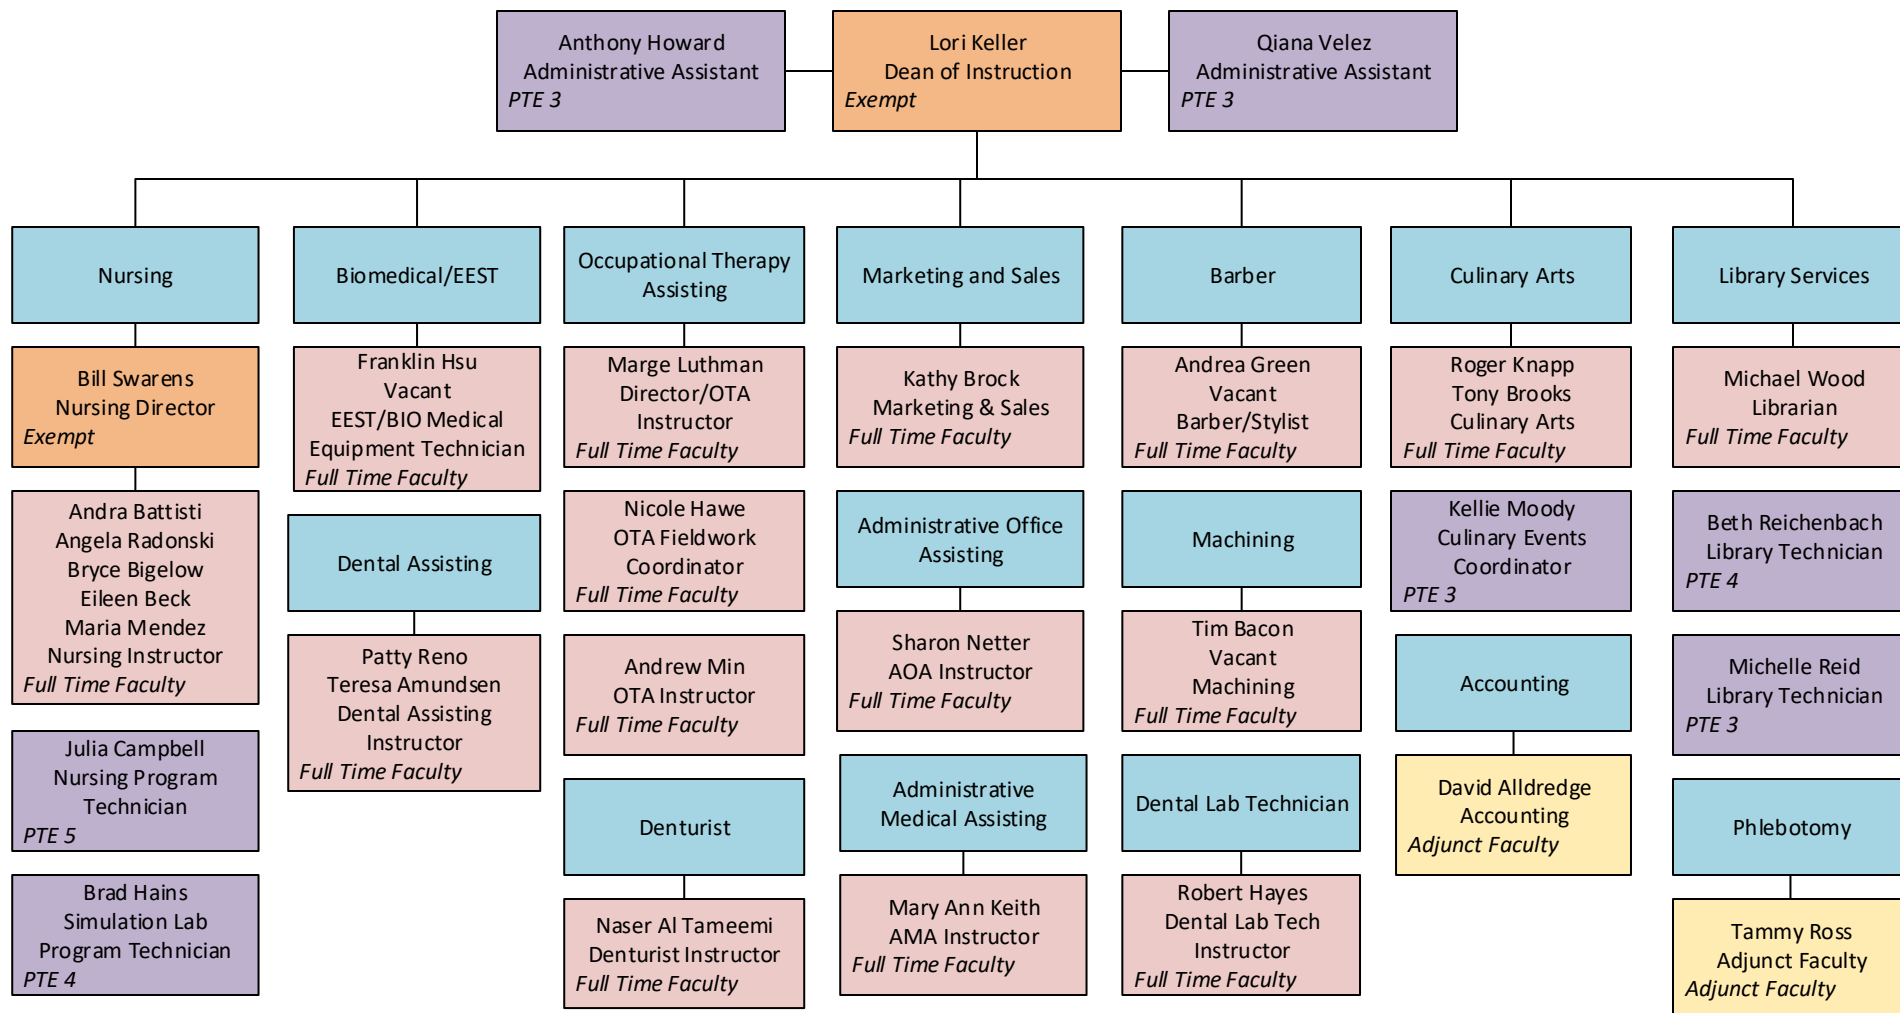 Anthony Howard
Administrative Assistant
PTE 3
Lori Keller
Dean of Instruction
Exempt
Qiana Velez
Administrative Assistant
PTE 3
Nursing
Bill Swarens
Nursing Director
Exempt
Andra Battisti
Angela Radonski
Bryce Bigelow
Eileen Beck
Maria Mendez
Nursing Instructor
Full Time Faculty
Julia Campbell
Nursing Program
Technician
PTE 5
Brad Hains
Simulation Lab
Program Technician
PTE 4
Biomedical/EEST
Franklin Hsu
Vacant
EEST/BIO Medical
Equipment Technician
Full Time Faculty
Dental Assisting
Patty Reno
Teresa Amundsen
Dental Assisting
Instructor
Full Time Faculty
Occupational Therapy
Assisting
Marge Luthman
Director/OTA
Instructor
Full Time Faculty
Nicole Hawe
OTA Fieldwork
Coordinator
Full Time Faculty
Andrew Min
OTA Instructor
Full Time Faculty
Denturist
Naser Al Tameemi
Denturist Instructor
Full Time Faculty
Marketing and Sales
Kathy Brock
Marketing & Sales
Full Time Faculty
Administrative Office
Assisting
Sharon Netter
AOA Instructor
Full Time Faculty
Administrative
Medical Assisting
Mary Ann Keith
AMA Instructor
Full Time Faculty
Barber
Andrea Green
Vacant
Barber/Stylist
Full Time Faculty
Machining
Tim Bacon
Vacant
Machining
Full Time Faculty
Dental Lab Technician
Robert Hayes
Dental Lab Tech
Instructor
Full Time Faculty
Culinary Arts
Roger Knapp
Tony Brooks
Culinary Arts
Full Time Faculty
Kellie Moody
Culinary Events
Coordinator
PTE 3
Accounting
David Alldredge
Accounting
Adjunct Faculty
Library Services
Michael Wood
Librarian
Full Time Faculty
Beth Reichenbach
Library Technician
PTE 4
Michelle Reid
Library Technician
PTE 3
Phlebotomy
Tammy Ross
Adjunct Faculty
Adjunct Faculty